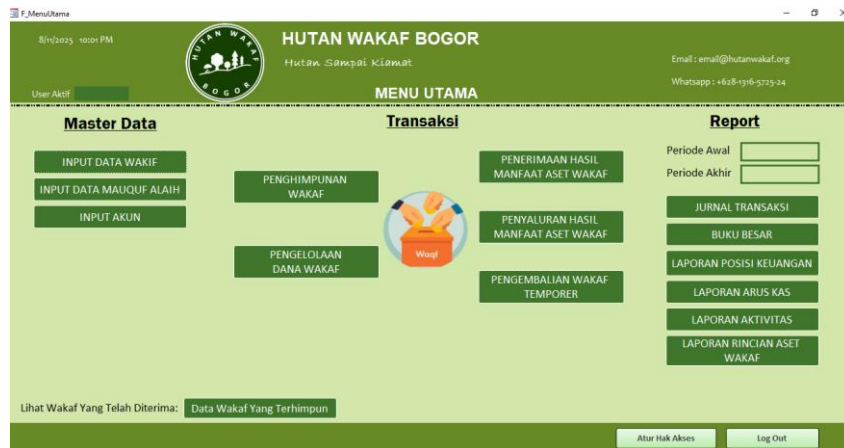 F_MenuUtama
8/11/2025 10:01 PM
HUTAN WAKAF BOGOR
HUTAN WAKAF BOGOR
Hutan Sampai Kiamat
Email : email@hutanwakaf.org
Whatsapp : +628-1316-5725-24
User Aktif
MENU UTAMA
Master Data
INPUT DATA WAKIF
INPUT DATA MAUQUF ALAIH
INPUT AKUN
Transaksi
PENGHIMPUNAN
WAKAF
PENGELOLAAN
DANA WAKAF
Waqf
PENERIMAAN HASIL
MANFAAT ASET WAKAF
PENYALURAN HASIL
MANFAAT ASET WAKAF
PENGEMBALIAN WAKAF
TEMPORER
Report
Periode Awal
Periode Akhir
JURNAL TRANSAKSI
BUKU BESAR
LAPORAN POSISI KEUANGAN
LAPORAN ARUS KAS
LAPORAN AKTIVITAS
LAPORAN RINCIAN ASET
WAKAF
Lihat Wakaf Yang Telah Diterima: Data Wakaf Yang Terhimpun
Atur Hak Akses Log Out